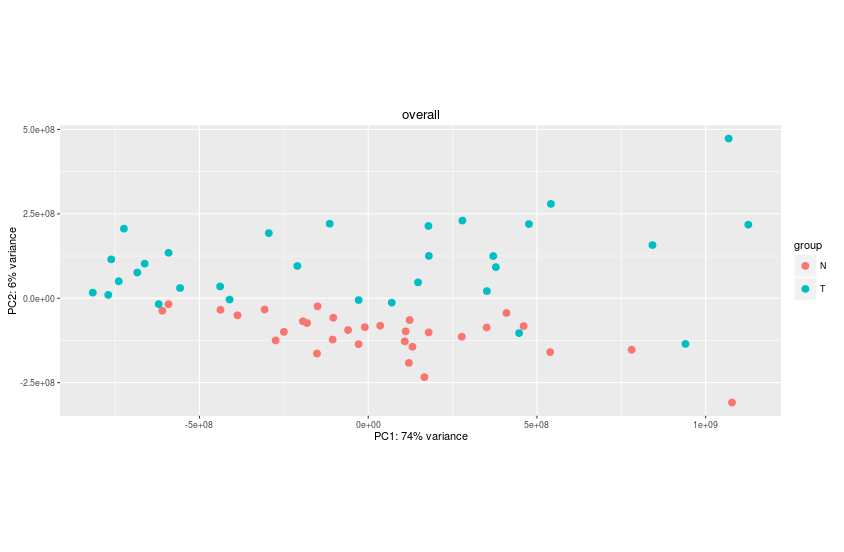 overall
5.0e+08
2.5e+08
0.0e+00
-2.5e+08
PC2: 6% variance
-5e+08 0e+00 5e+08 1e+09
PC1: 74% variance
group
N
T